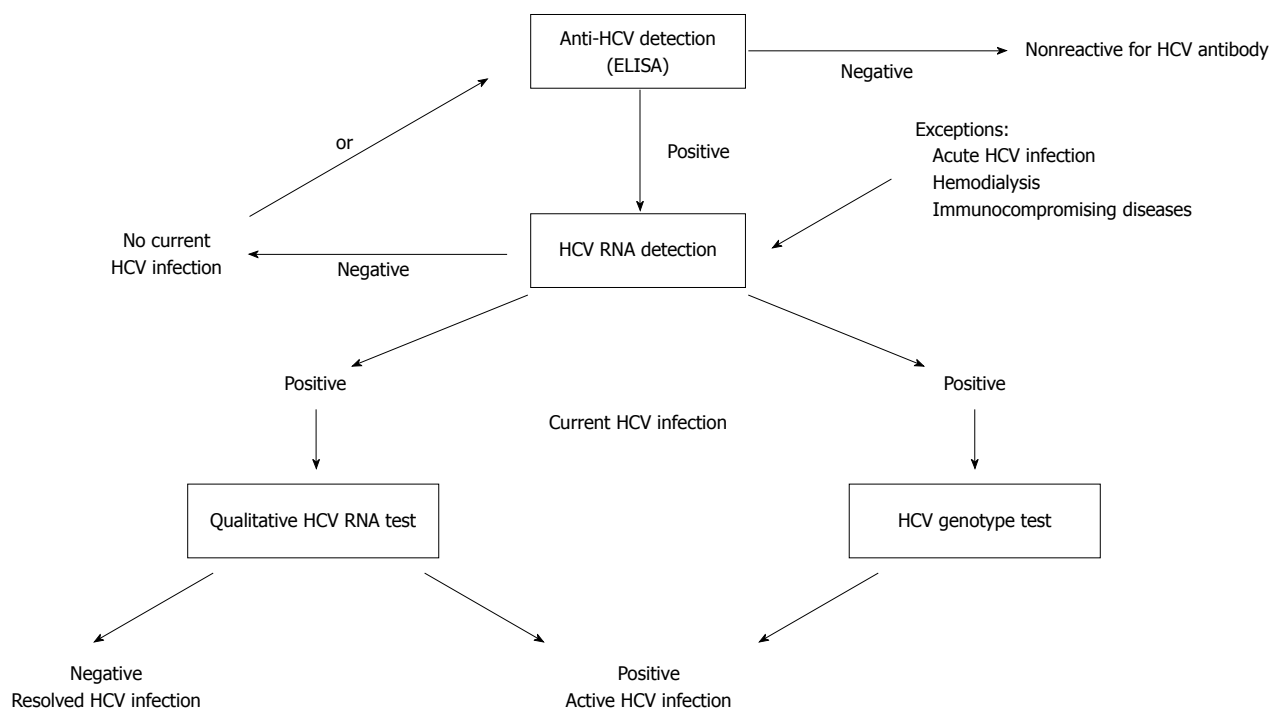 Anti-HCV detection
(ELISA)
Nonreactive for HCV antibody
Negative
Exceptions:
Acute HCV infection
Hemodialysis
Immunocompromising diseases
or
Positive
No current
HCV infection
HCV RNA detection
Negative
Positive
Positive
Current HCV infection
Qualitative HCV RNA test
HCV genotype test
Negative
Resolved HCV infection
Positive
Active HCV infection